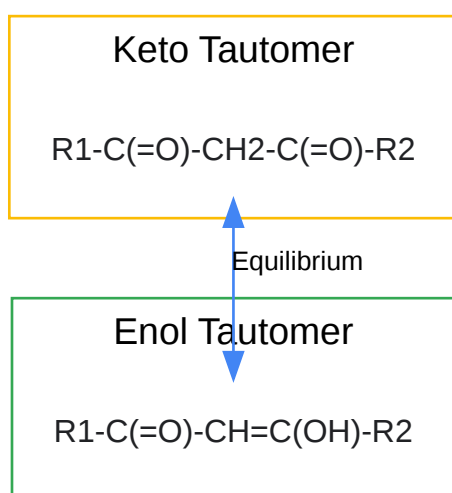 Keto Tautomer
R1-C(=O)-CH2-C(=O)-R2
Equilibrium
Enol Tautomer
R1-C(=O)-CH=C(OH)-R2